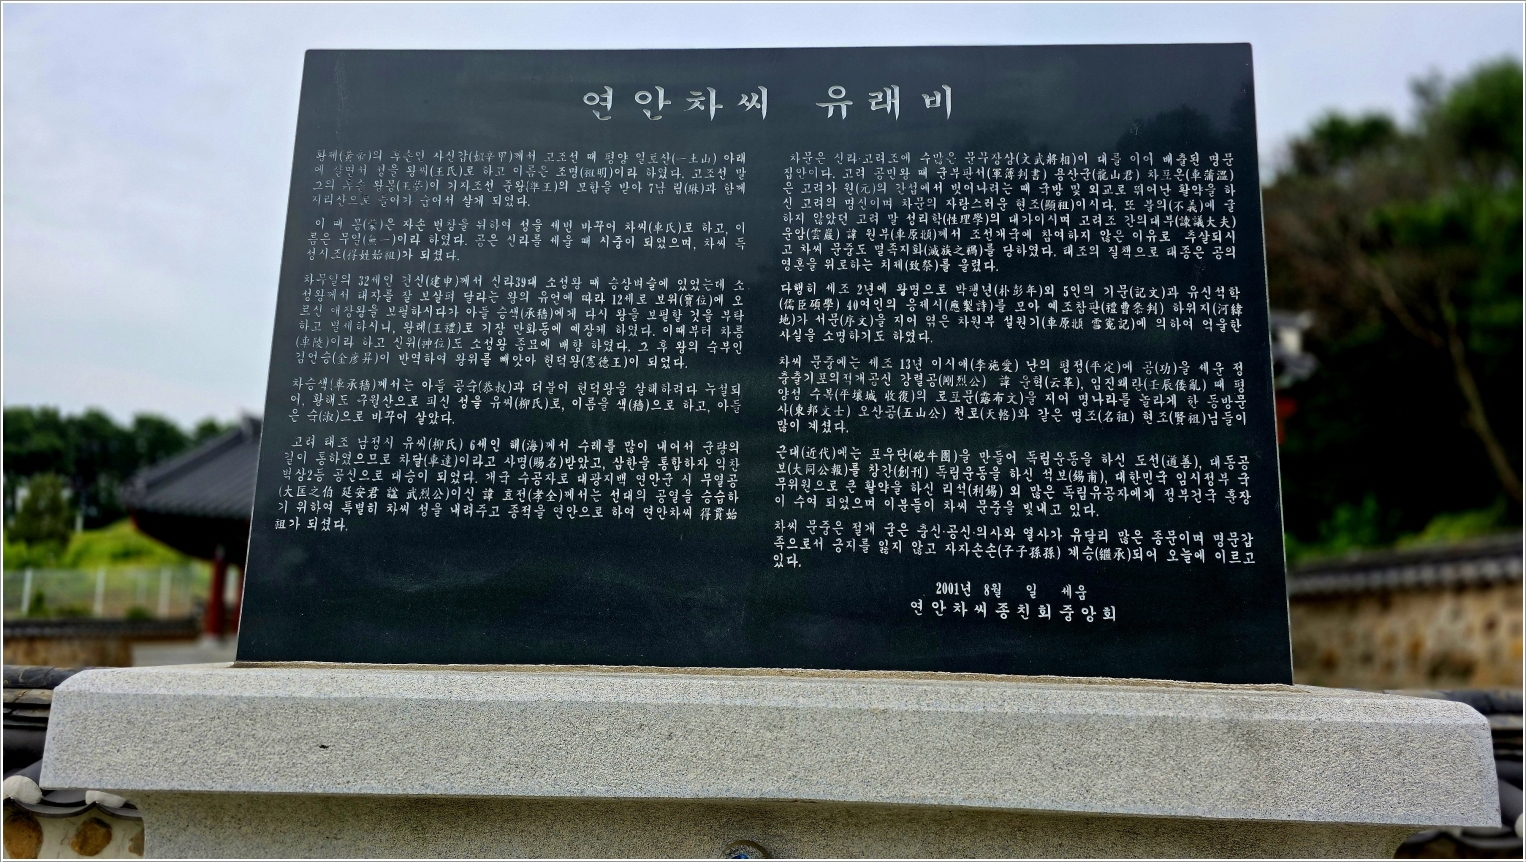 연안차씨 유래비
황제(黃帝)의 후손인 사신갑(姒辛甲)께서 고조선 때 평양 일토산(一土山) 아래
에 살면서 성을 왕씨(王氏)로 하고 이름은 조명(祖明)이라 하였다. 고조선 말
그의 후손 왕몽(王蒙)이 기자조선 준왕(準王)의 모함을 받아 7남 림(琳)과 함께
지리산으로 들어가 숨어서 살게 되었다.
이 때 몽(蒙)은 자손 번창을 위하여 성을 세번 바꾸어 차씨(車氏)로 하고, 이
름은 무일(無一)이라 하였다. 공은 신라를 세울 때 시중이 되었으며, 차씨 득
성시조(得姓始祖)가 되셨다.
차무일의 32세인 건신(建申)께서 신라39대 소성왕 때 승상벼슬에 있었는데 소
성왕께서 태자를 잘 보살펴 달라는 왕의 유언에 따라 12세로 보위(寶位)에 오
르신 애장왕을 보필하시다가 아들 승색(承穡)에게 다시 왕을 보필할 것을 부탁
하고 별세하시니, 왕례(王禮)로 기장 만화동에 예장케 하였다. 이때부터 차릉
(車陵)이라 하고 신위(神位)도 소성왕 종묘에 배향 하였다. 그 후 왕의 숙부인
김언승(金彦昇)이 반역하여 왕위를 빼앗아 헌덕왕(憲德王)이 되었다.
차승색(車承穡)께서는 아들 공숙(恭叔)과 더불어 헌덕왕을 살해하려다 누설되
어, 황해도 구월산으로 피신 성을 유씨(柳氏)로, 이름을 색(穡)으로 하고, 아들
은 숙(淑)으로 바꾸어 살았다.
고려 태조 남정시 유씨(柳氏) 6세인 해(海)께서 수레를 많이 내어서 군량의
길이 통하였으므로 차달(車達)이라고 사명(賜名)받았고, 삼한을 통합하자 익찬
벽상2등 공신으로 대승이 되었다. 개국 수공자로 대광지백 연안군 시 무열공
(大匡之伯 延安君 諡 武烈公)이신 諱 효전(孝全)께서는 선대의 공열을 승습하
기 위하여 특별히 차씨 성을 내려주고 종적을 연안으로 하여 연안차씨 得貫始
祖가 되셨다.
차문은 신라·고려조에 수많은 문무장상(文武將相)이 대를 이어 배출된 명문
집안이다. 고려 공민왕 때 군부판서(軍簿判書) 용산군(龍山君) 차포온(車蒲溫)
은 고려가 원(元)의 간섭에서 벗어나려는 때 국방 및 외교로 뛰어난 활약을 하
신 고려의 명신이며 차문의 자랑스러운 현조(顯祖)이시다. 또 불의(不義)에 굴
하지 않았던 고려 말 성리학(性理學)의 대가이시며 고려조 간의대부(諫議大夫)
운암(雲巖) 諱 원부(車原頫)께서 조선개국에 참여하지 않은 이유로 추살되시
고 차씨 문중도 멸족지화(滅族之禍)를 당하였다. 태조의 질책으로 태종은 공의
영혼을 위로하는 치제(致祭)를 올렸다.
다행히 세조 2년에 왕명으로 박팽년(朴彭年)외 5인의 기문(記文)과 유신석학
(儒臣碩學) 40여인의 응제시(應製詩)를 모아 예조참판(禮曹參判) 하위지(河緯
地)가 서문(序文)을 지어 엮은 차원부 설원기(車原頫 雪寃記)에 의하여 억울한
사실을 소명하기도 하였다.
차씨 문중에는 세조 13년 이시애(李施愛) 난의 평정(平定)에 공(功)을 세운 정
충출기포의적개공신 강렬공(剛烈公) 諱 운혁(云革), 임진왜란(壬辰倭亂) 때 평
양성 수복(平壤城 收復)의 로포문(露布文)을 지어 명나라를 놀라게 한 동방문
사(東邦文士) 오산공(五山公) 천로(天輅)와 같은 명조(名祖) 현조(賢祖)님들이
많이 계셨다.
근대(近代)에는 포우단(砲牛團)을 만들어 독립운동을 하신 도선(道善), 대동공
보(大同公報)를 창간(創刊) 독립운동을 하신 석보(錫甫), 대한민국 임시정부 국
무위원으로 큰 활약을 하신 리석(利錫) 외 많은 독립유공자에게 정부건국 훈장
이 수여 되었으며 이분들이 차씨 문중을 빛내고 있다.
차씨 문중은 절개 굳은 충신·공신·의사와 열사가 유달리 많은 종문이며 명문갑
족으로서 긍지를 잃지 않고 자자손손(子子孫孫) 계승(繼承)되어 오늘에 이르고
있다.
2001년 8월 일 세움
연안차씨종친회중앙회